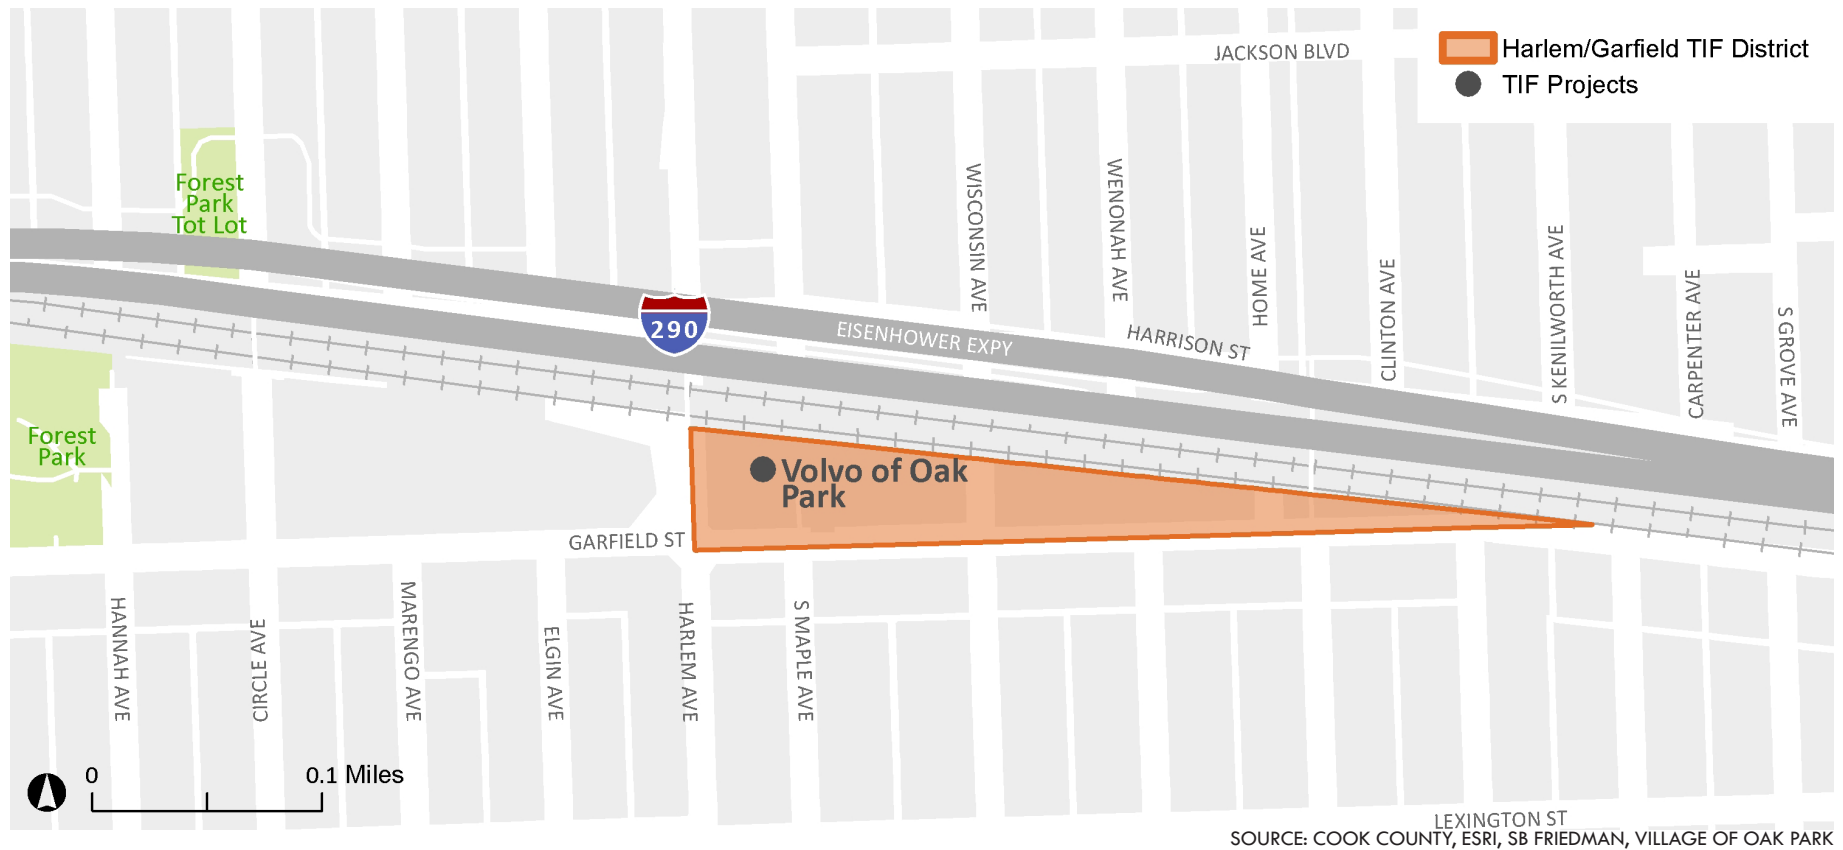 JACKSON BLVD
Harlem/Garfield TIF District
TIF Projects
Forest
Park
Tot Lot
WISCONSIN AVE
WENONAH AVE
HOME AVE
CLINTON AVE
S KENILWORTH AVE
CARPENTER AVE
S GROVE AVE
290
EISENHOWER EXPY
HARRISON ST
Forest
Park
Volvo of Oak
Park
GARFIELD ST
HANNAH AVE
CIRCLE AVE
MARENGO AVE
ELGIN AVE
HARLEM AVE
S MAPLE AVE
0
0.1 Miles
LEXINGTON ST
SOURCE: COOK COUNTY, ESRI, SB FRIEDMAN, VILLAGE OF OAK PARK